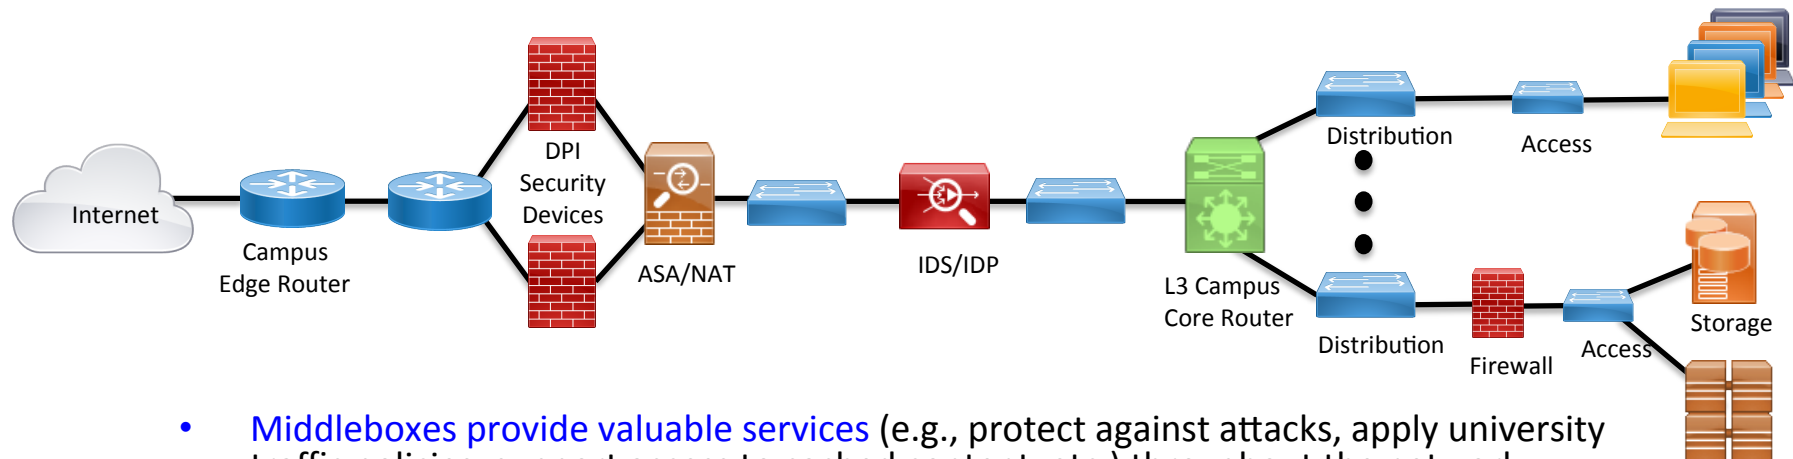 Internet
Campus
Edge Router
DPI
Security
Devices
ASA/NAT
IDS/IDP
L3 Campus
Core Router
Distribution
Access
Distribution
Firewall
Access
Storage
• Middleboxes provide valuable services (e.g., protect against attacks, apply university